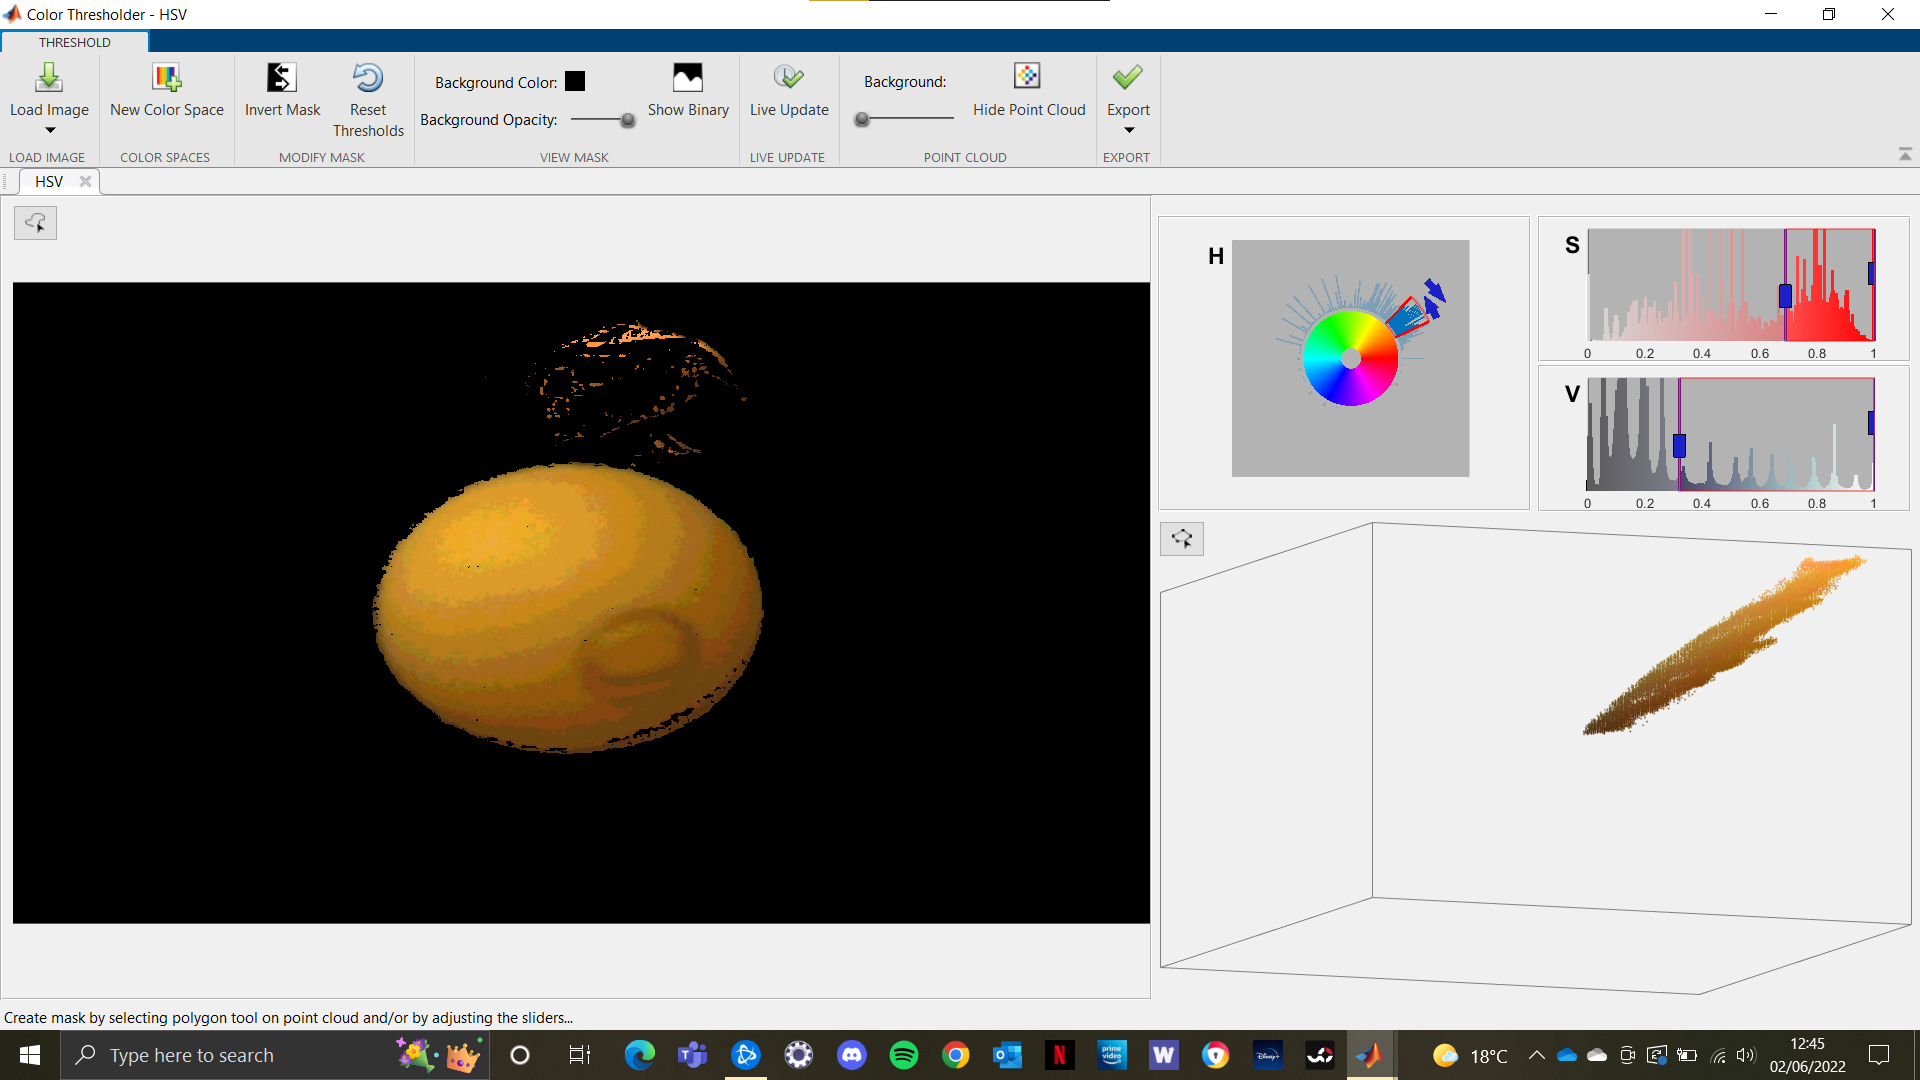 Color Thresholder - HSV
THRESHOLD
Load Image
New Color Space
Invert Mask
Reset
Thresholds
Background Color:
Background Opacity:
Show Binary
Live Update
Background:
Hide Point Cloud
Export
LOAD IMAGE
COLOR SPACES
MODIFY MASK
VIEW MASK
LIVE UPDATE
POINT CLOUD
EXPORT
HSV
H
S
0 0.2 0.4 0.6 0.8 1
V
0 0.2 0.4 0.6 0.8 1
Create mask by selecting polygon tool on point cloud and/or by adjusting the sliders...
Type here to search
N
prime
video
W
Disney+
18°C
12:45
02/06/2022